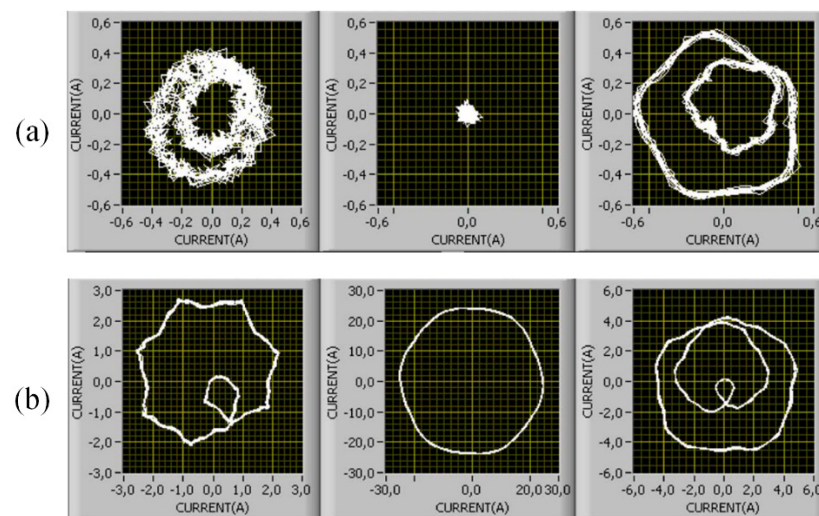 (a)
CURRENT(A)
0,6
0,4
0,2
0,0
-0,2
-0,4
-0,6
-0,6 -0,4 -0,2 0,0 0,2 0,4 0,6
CURRENT(A)
CURRENT(A)
0,6
0,4
0,2
0,0
-0,2
-0,4
-0,6
-0,6 0,0 0,6
CURRENT(A)
CURRENT(A)
0,6
0,4
0,2
0,0
-0,2
-0,4
-0,6
-0,6 0,0 0,6
CURRENT(A)
(b)
CURRENT(A)
3,0
2,0
1,0
0,0
-1,0
-2,0
-3,0
-3,0 -2,0 -1,0 0,0 1,0 2,0 3,0
CURRENT(A)
CURRENT(A)
30,0
20,0
10,0
0,0
-10,0
-20,0
-30,0
-30,0 0,0 20,0 30,0
CURRENT(A)
CURRENT(A)
6,0
4,0
2,0
0,0
-2,0
-4,0
-6,0
-6,0 -4,0 -2,0 0,0 2,0 4,0 6,0
CURRENT(A)